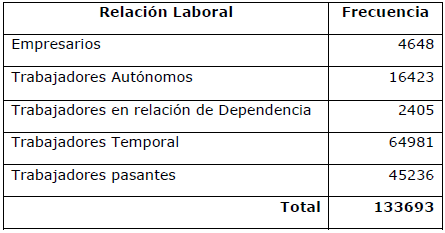 Relación Laboral Frecuencia
Empresarios 4648
Trabajadores Autónomos 16423
Trabajadores en relación de Dependencia 2405
Trabajadores Temporal 64981
Trabajadores pasantes 45236
Total 133693